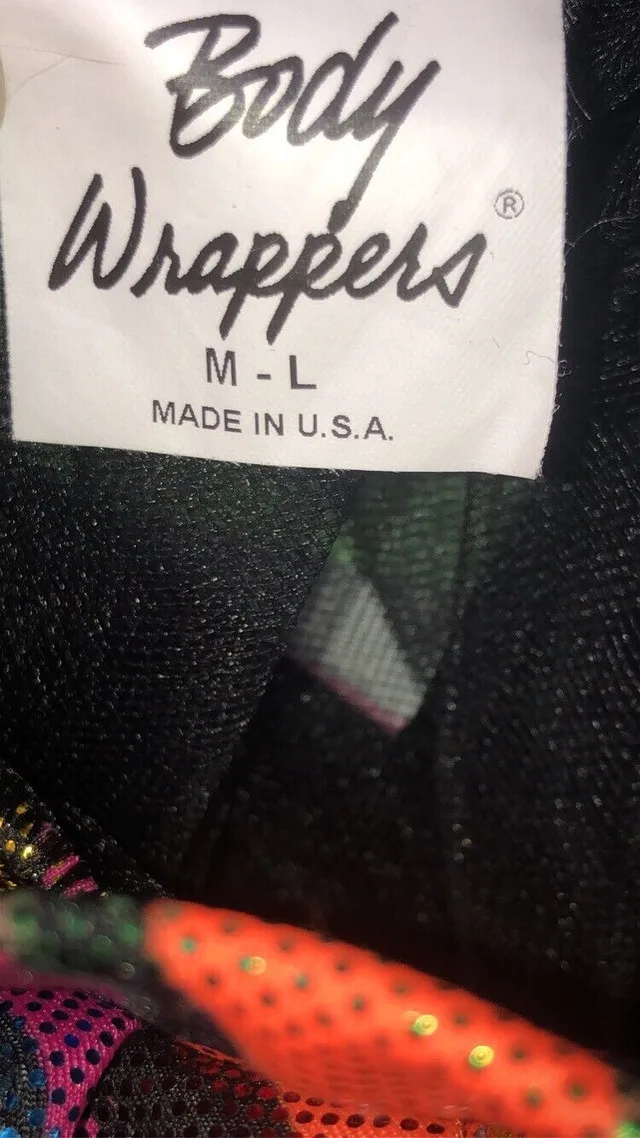 Body
Wrappers®
M - L
MADE IN U.S.A.